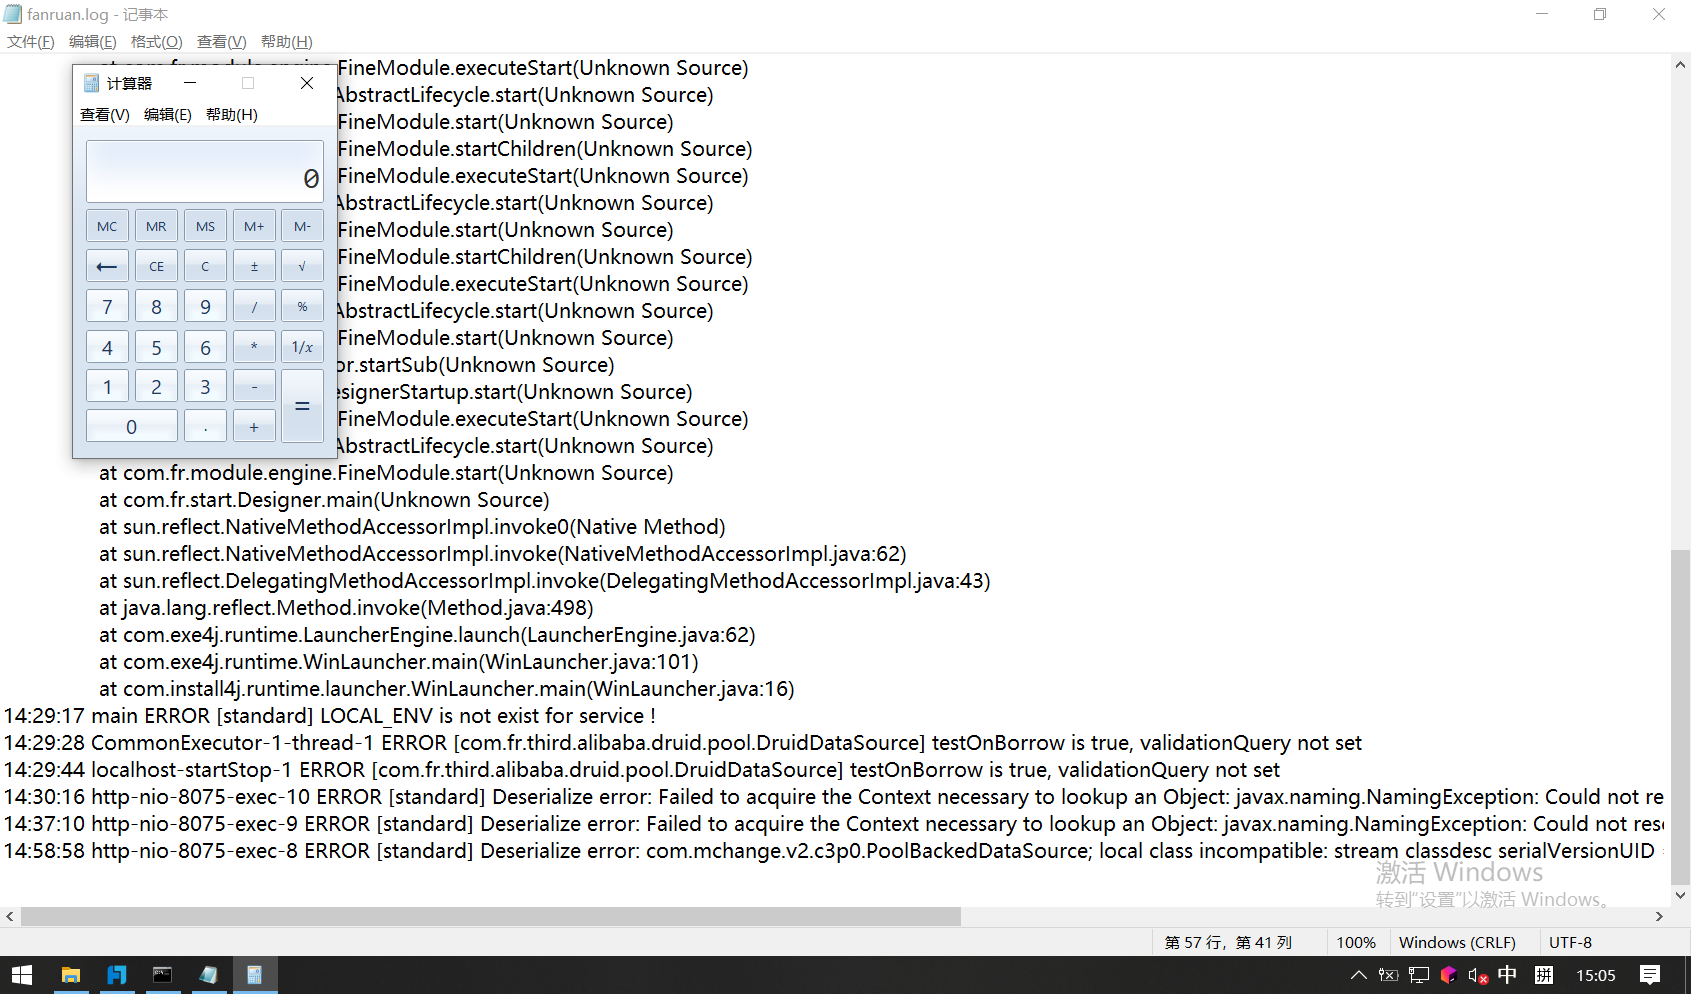 fanruan.log - 记事本
文件(F) 编辑(E) 格式(O) 查看(V) 帮助(H)
FineModule.executeStart(Unknown Source)
AbstractLifecycle.start(Unknown Source)
FineModule.start(Unknown Source)
FineModule.startChildren(Unknown Source)
FineModule.executeStart(Unknown Source)
AbstractLifecycle.start(Unknown Source)
FineModule.start(Unknown Source)
FineModule.startChildren(Unknown Source)
FineModule.executeStart(Unknown Source)
AbstractLifecycle.start(Unknown Source)
FineModule.start(Unknown Source)
or.startSub(Unknown Source)
esignerStartup.start(Unknown Source)
FineModule.executeStart(Unknown Source)
AbstractLifecycle.start(Unknown Source)
计算器
查看(V) 编辑(E) 帮助(H)
0
MC MR MS M+ M-
← CE C ± √
7 8 9 / %
4 5 6 * 1/x
1 2 3 - =
0 . +
at com.fr.module.engine.FineModule.start(Unknown Source)
at com.fr.start.Designer.main(Unknown Source)
at sun.reflect.NativeMethodAccessorImpl.invoke0(Native Method)
at sun.reflect.NativeMethodAccessorImpl.invoke(NativeMethodAccessorImpl.java:62)
at sun.reflect.DelegatingMethodAccessorImpl.invoke(DelegatingMethodAccessorImpl.java:43)
at java.lang.reflect.Method.invoke(Method.java:498)
at com.exe4j.runtime.LauncherEngine.launch(LauncherEngine.java:62)
at com.exe4j.runtime.WinLauncher.main(WinLauncher.java:101)
at com.install4j.runtime.launcher.WinLauncher.main(WinLauncher.java:16)
14:29:17 main ERROR [standard] LOCAL_ENV is not exist for service !
14:29:28 CommonExecutor-1-thread-1 ERROR [com.fr.third.alibaba.druid.pool.DruidDataSource] testOnBorrow is true, validationQuery not set
14:29:44 localhost-startStop-1 ERROR [com.fr.third.alibaba.druid.pool.DruidDataSource] testOnBorrow is true, validationQuery not set
14:30:16 http-nio-8075-exec-10 ERROR [standard] Deserialize error: Failed to acquire the Context necessary to lookup an Object: javax.naming.NamingException: Could not re
14:37:10 http-nio-8075-exec-9 ERROR [standard] Deserialize error: Failed to acquire the Context necessary to lookup an Object: javax.naming.NamingException: Could not res
14:58:58 http-nio-8075-exec-8 ERROR [standard] Deserialize error: com.mchange.v2.c3p0.PoolBackedDataSource; local class incompatible: stream classdesc serialVersionUID
激活 Windows
转到"设置"以激活 Windows。
第 57 行，第 41 列 100% Windows (CRLF) UTF-8
中 拼 15:05